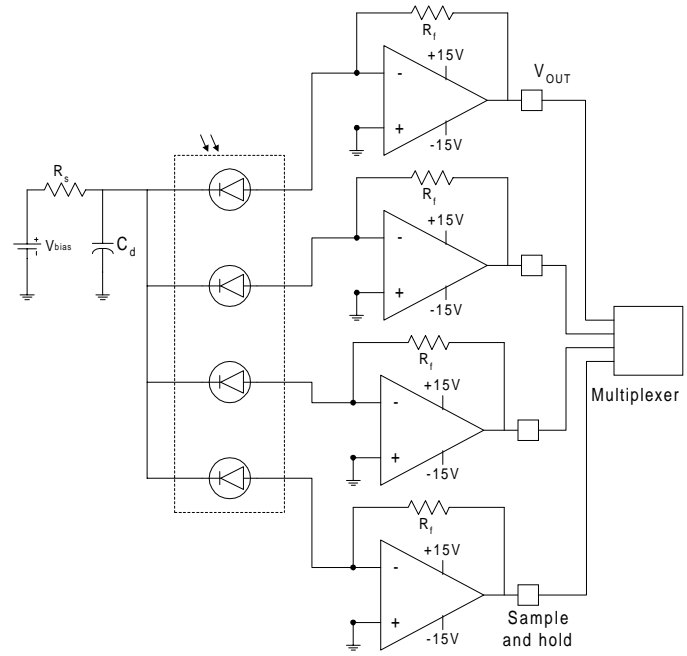 R_f
+15V
-
+
-15V
V_OUT
R_s
+
-
V_bias
C_d
R_f
+15V
-
+
-15V
Multiplexer
R_f
+15V
-
+
-15V
R_f
+15V
-
+
-15V
Sample
and hold